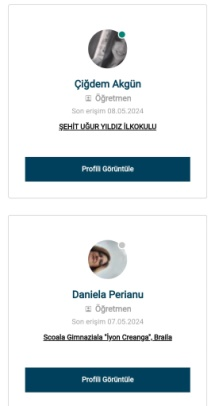 Çiğdem Akgün
Öğretmen
Son erişim 08.05.2024
ŞEHİT UĞUR YILDIZ İLKOKULU
Profili Görüntüle
Daniela Perianu
Öğretmen
Son erişim 07.05.2024
Scoala Gimnaziala "Iyon Creanga", Braila
Profili Görüntüle